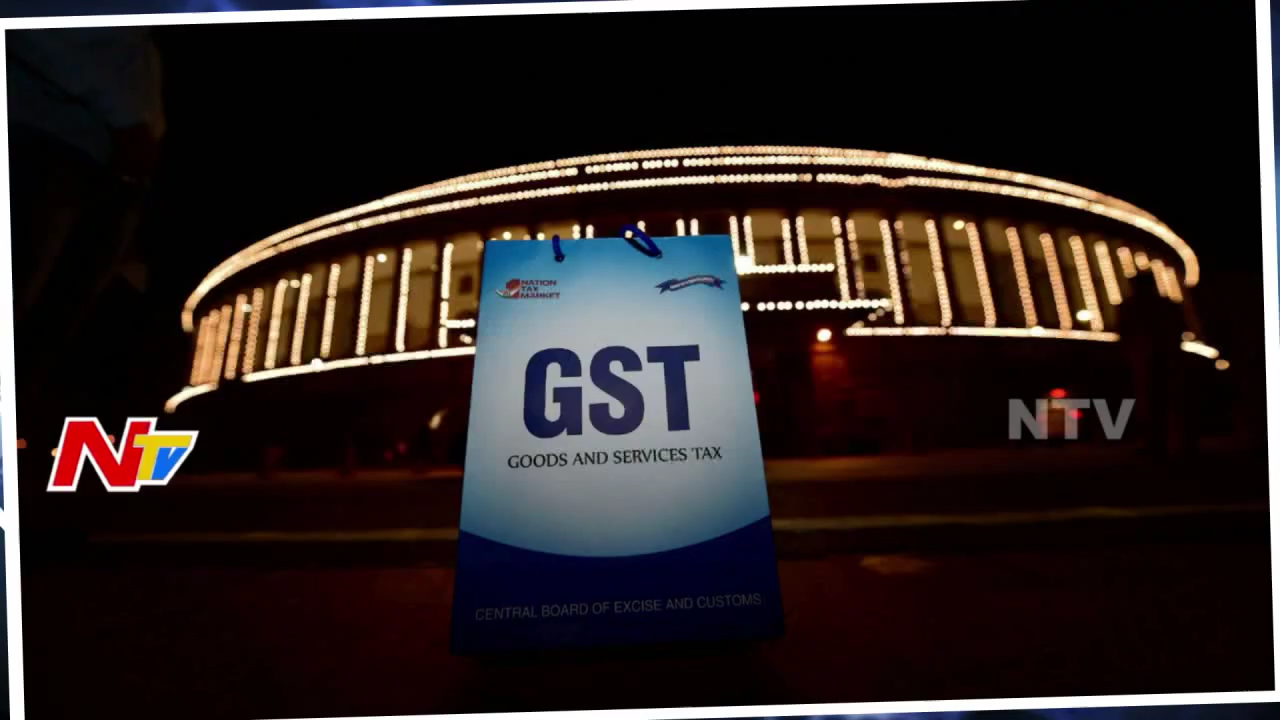 NATION
TAX
MARKET
GST
GOODS AND SERVICES TAX
CENTRAL BOARD OF EXCISE AND CUSTOMS
NTV
NTV